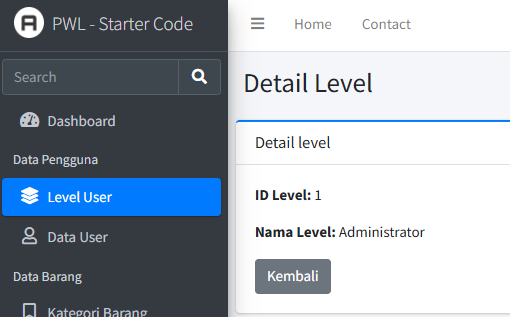 PWL - Starter Code
Search
Dashboard
Data Pengguna
Level User
Data User
Data Barang
Kategori Barang
Home Contact
Detail Level
Detail level
ID Level: 1
Nama Level: Administrator
Kembali